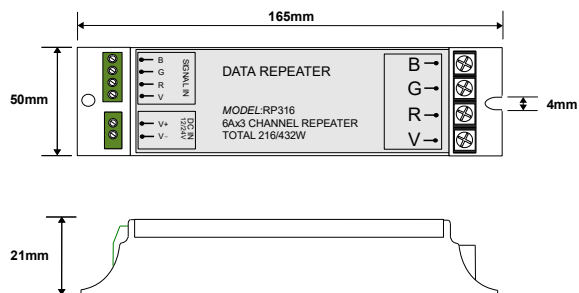 165mm
50mm
B
G
R
V
SIGNAL IN
V+
V-
DC IN
12/24V
DATA REPEATER
MODEL:RP316
6Ax3 CHANNEL REPEATER
TOTAL 216/432W
B
G
R
V
4mm
21mm